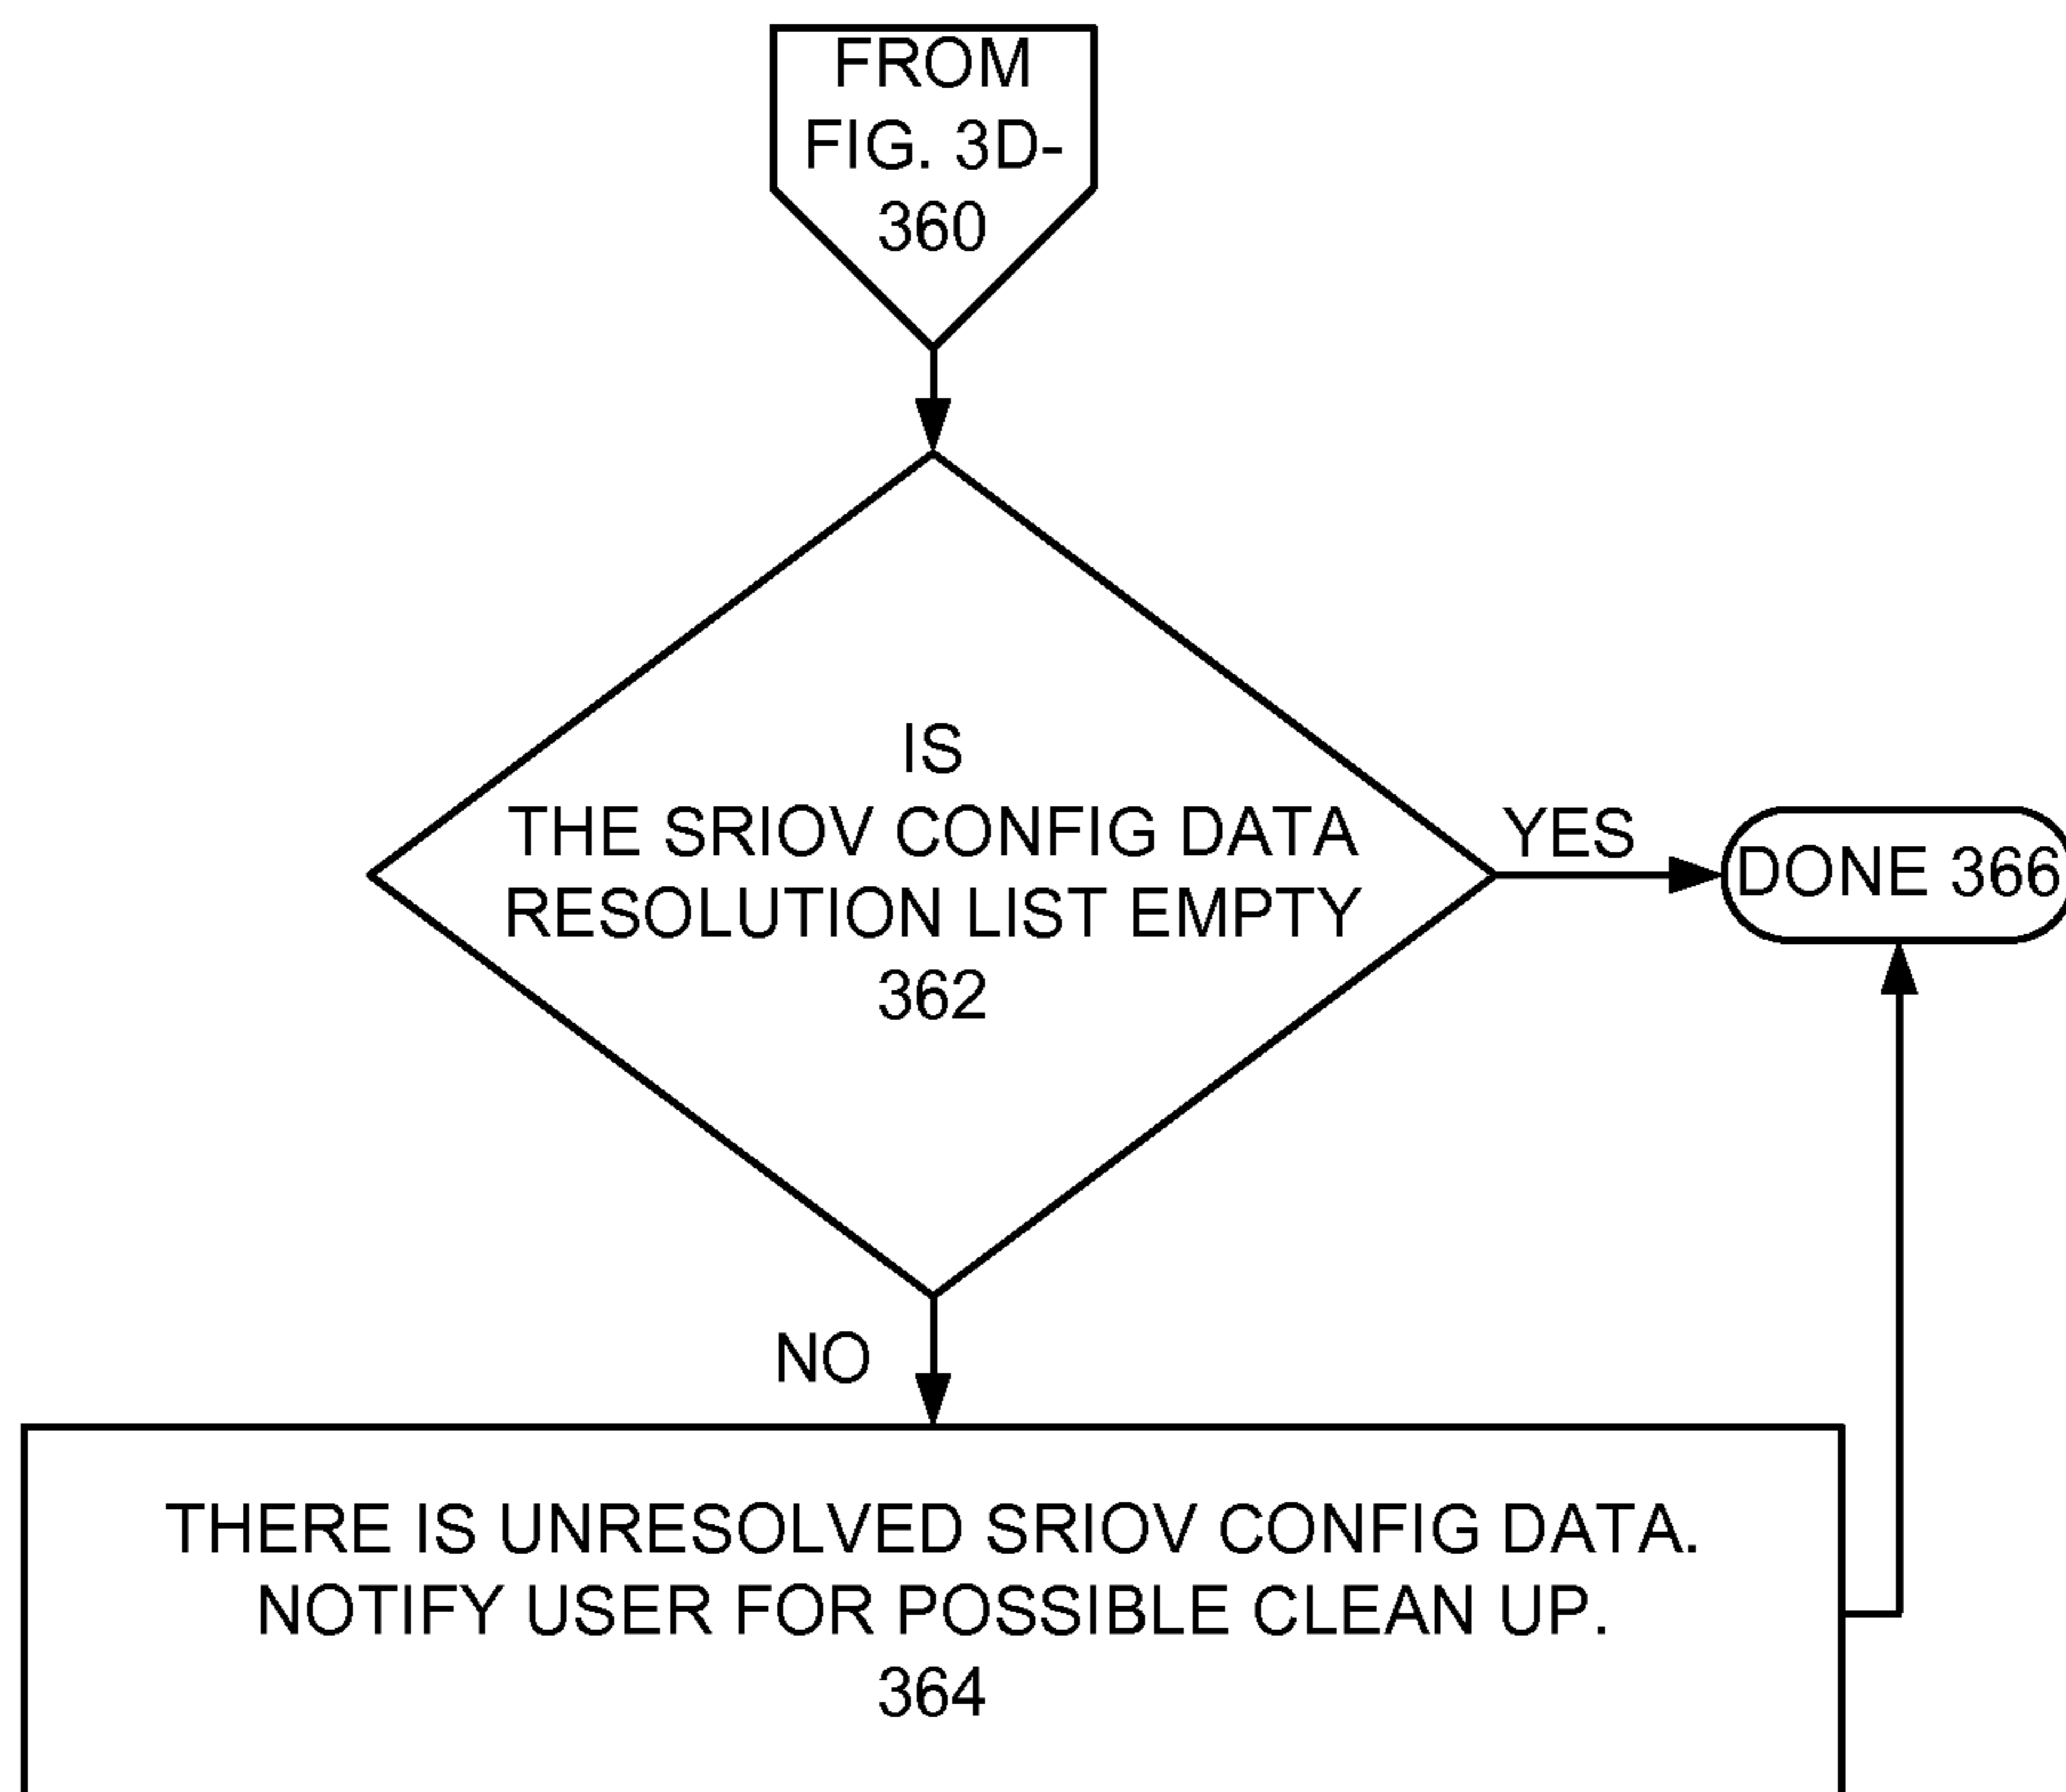 FROM
FIG. 3D-
360
IS
THE SRIOV CONFIG DATA
RESOLUTION LIST EMPTY
362
YES
DONE 366
NO
THERE IS UNRESOLVED SRIOV CONFIG DATA.
NOTIFY USER FOR POSSIBLE CLEAN UP.
364